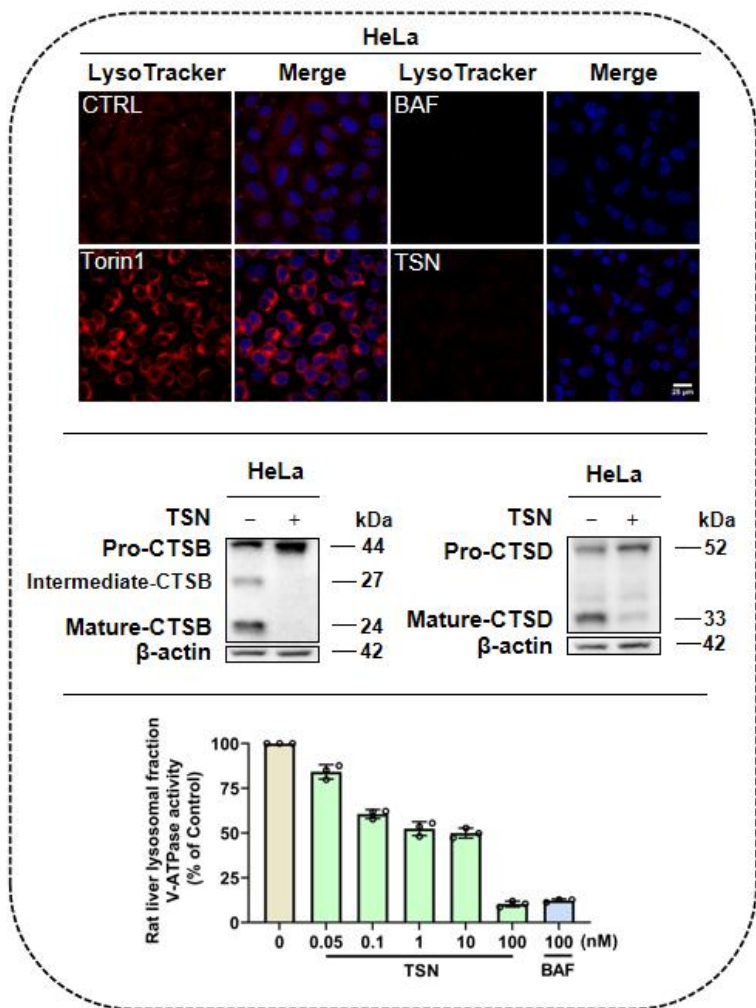 HeLa
LysoTracker Merge LysoTracker Merge
CTRL BAF
Torin1 TSN
25 μm
HeLa
TSN − + kDa
Pro-CTSB 44
Intermediate-CTSB 27
Mature-CTSB 24
β-actin 42
HeLa
TSN − + kDa
Pro-CTSD 52
Mature-CTSD 33
β-actin 42
Rat liver lysosomal fraction
V-ATPase activity
(% of Control)
100
75
50
25
0
0 0.05 0.1 1 10 100 100 (nM)
TSN BAF